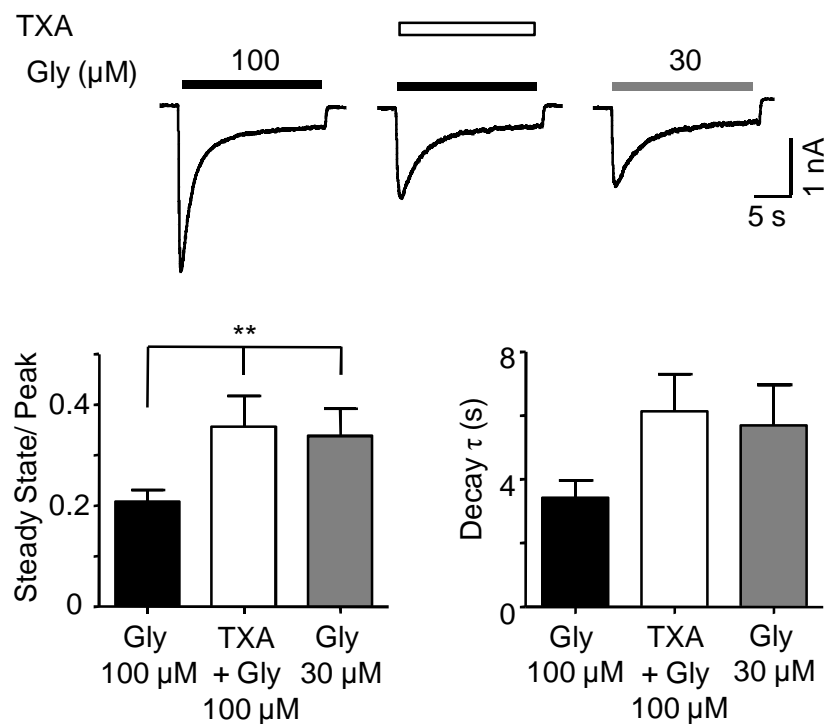 TXA
Gly (µM)
100
30
1 nA
5 s
**
Steady State/ Peak
0.4
0.2
0
Gly
100 µM
TXA
+ Gly
100 µM
Gly
30 µM
Decay τ (s)
8
4
0
Gly
100 µM
TXA
+ Gly
100 µM
Gly
30 µM